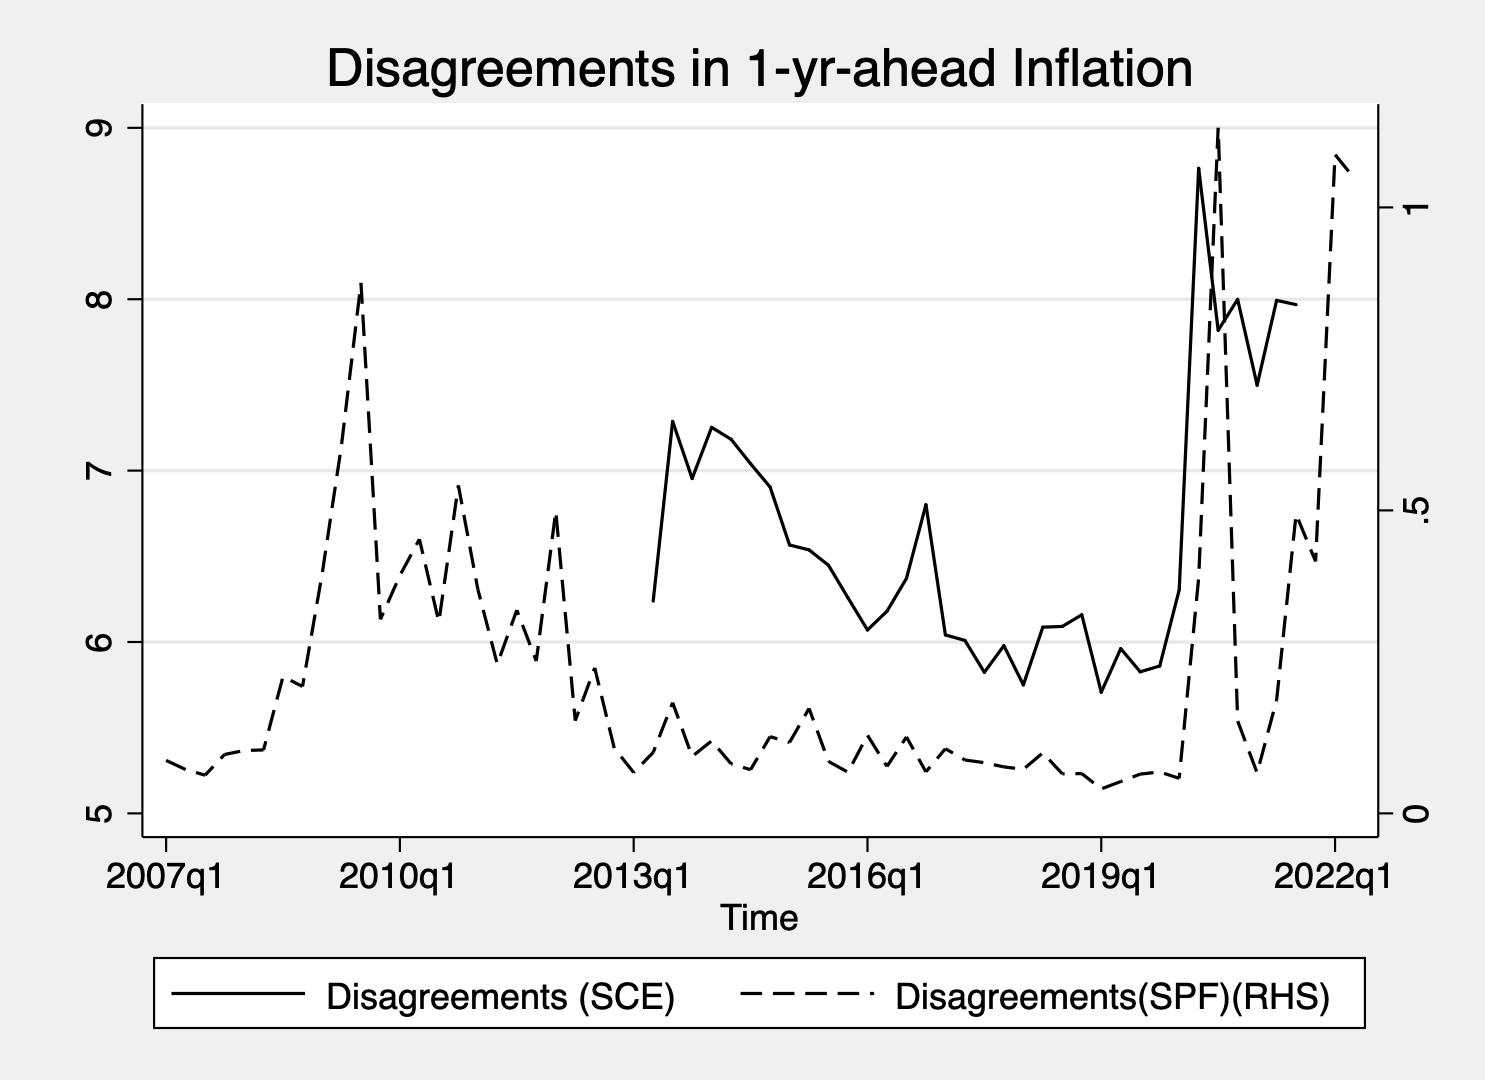 Disagreements in 1-yr-ahead Inflation
9
8
7
6
5
1
.5
0
2007q1 2010q1 2013q1 2016q1 2019q1 2022q1
Time
Disagreements (SCE) Disagreements(SPF)(RHS)